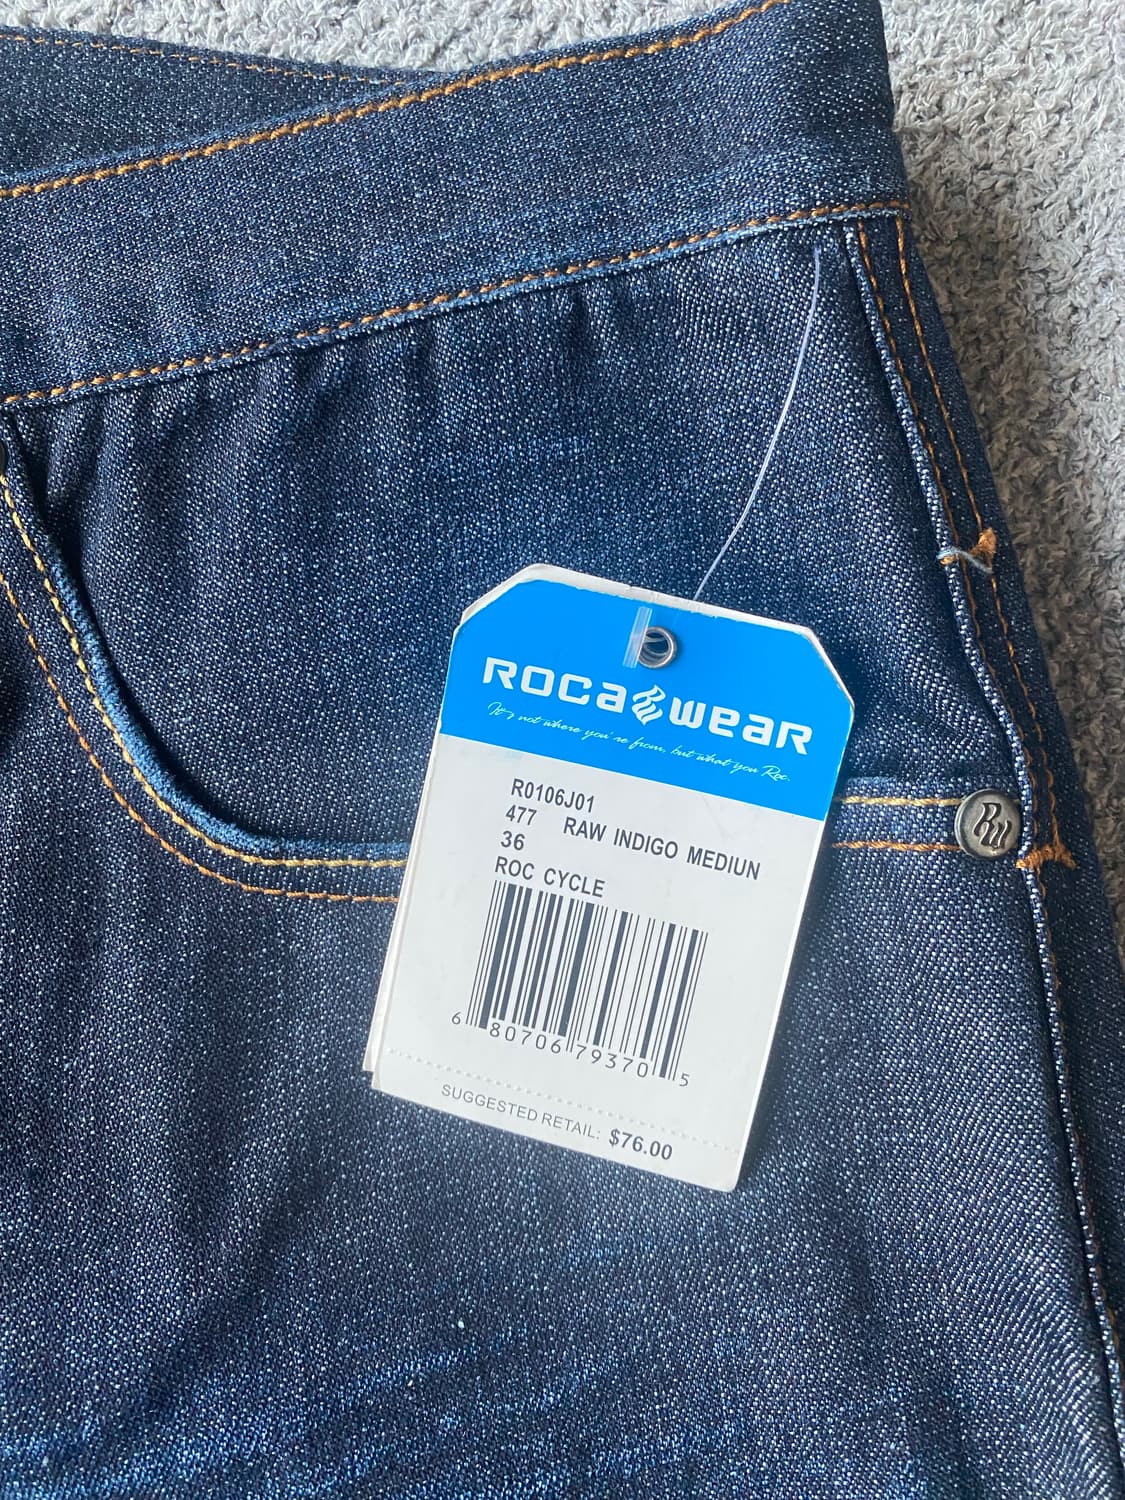 ROCAWEAR
It's not where you're from, but what you Roc.
R0106J01
477 RAW INDIGO MEDIUN
36
ROC CYCLE
6 80706 79370 5
SUGGESTED RETAIL: $76.00
RW